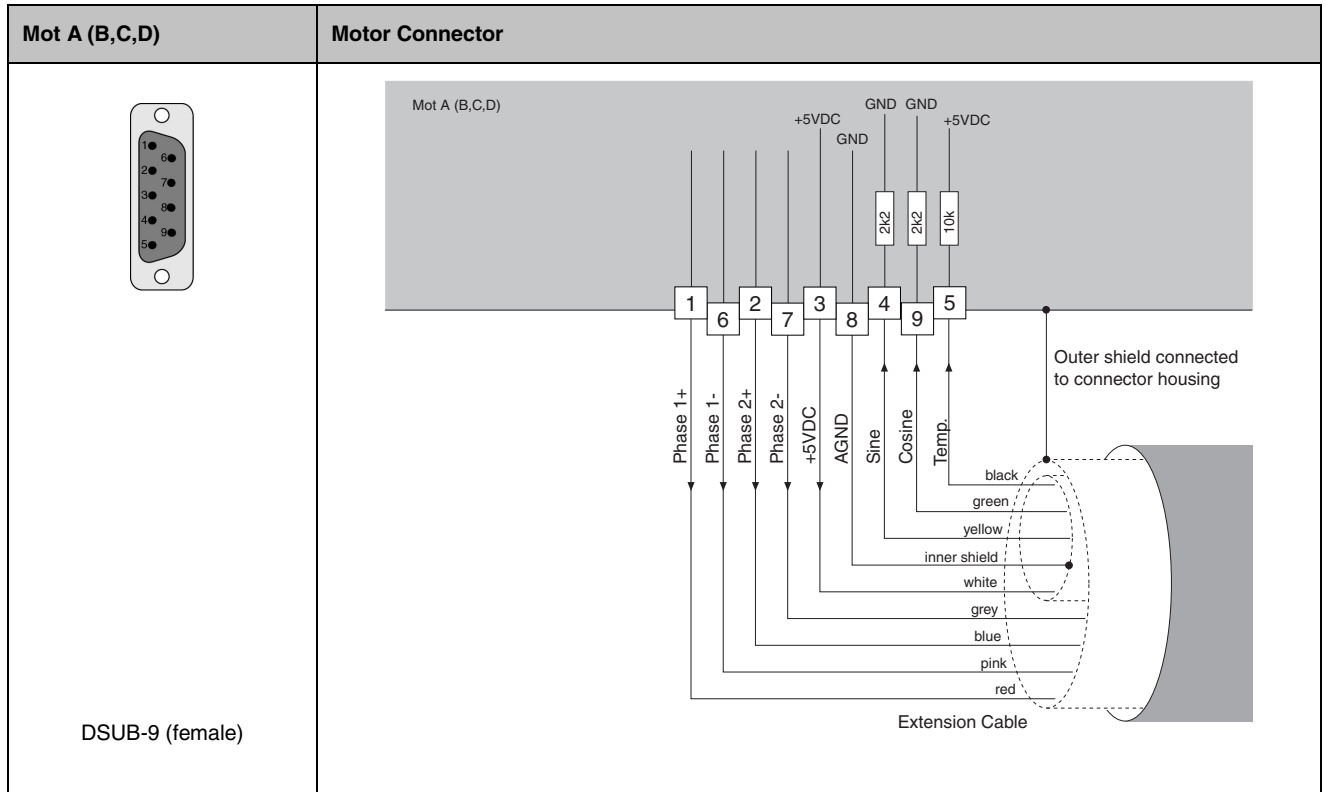 Mot A (B,C,D)
Motor Connector
1
6
2
7
3
8
4
9
5
DSUB-9 (female)
Mot A (B,C,D)
GND GND
+5VDC
+5VDC
GND
2k2
2k2
10k
1
6
2
7
3
8
4
9
5
Outer shield connected
to connector housing
Phase 1+
Phase 1-
Phase 2+
Phase 2-
+5VDC
AGND
Sine
Cosine
Temp.
black
green
yellow
inner shield
white
grey
blue
pink
red
Extension Cable